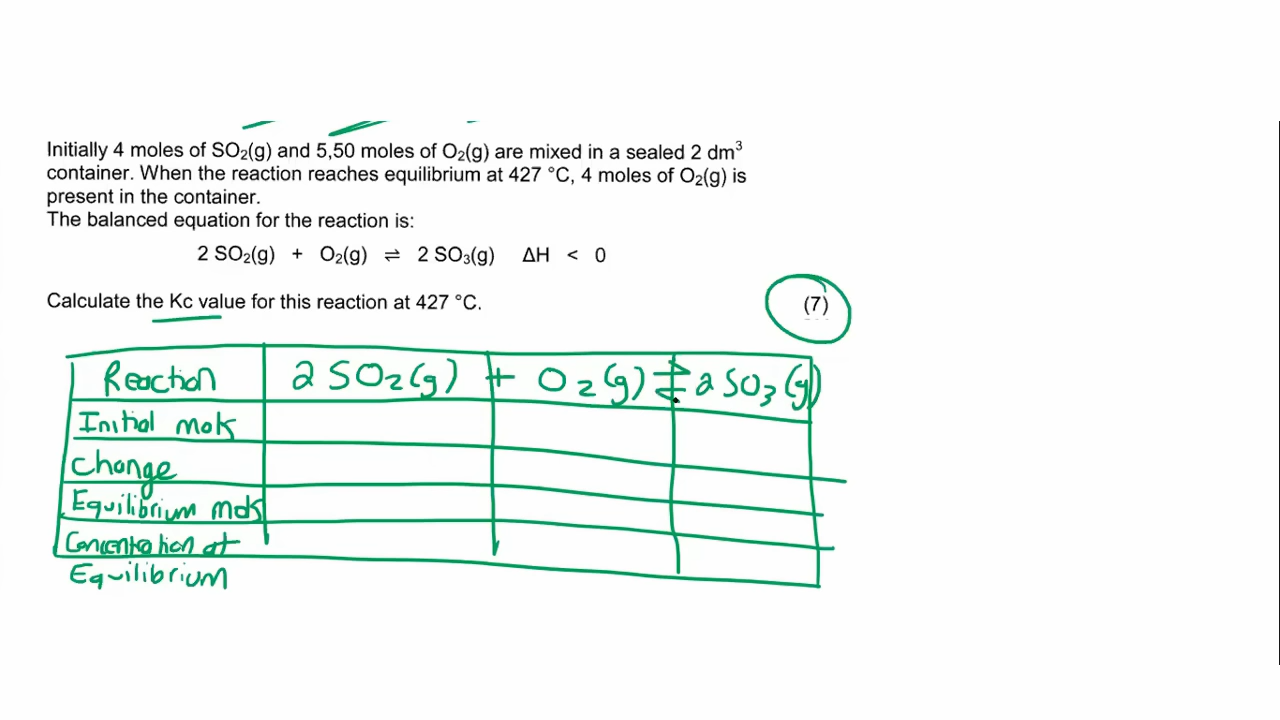 Initially 4 moles of SO₂(g) and 5,50 moles of O₂(g) are mixed in a sealed 2 dm³
container. When the reaction reaches equilibrium at 427 °C, 4 moles of O₂(g) is
present in the container.
The balanced equation for the reaction is:
2 SO₂(g) + O₂(g) ⇌ 2 SO₃(g) ΔH < 0
Calculate the Kc value for this reaction at 427 °C.
(7)
Reaction 2 SO₂(g) + O₂(g) ⇌ 2 SO₃(g)
Initial mols
Change
Equilibrium mols
Concentration at
Equilibrium